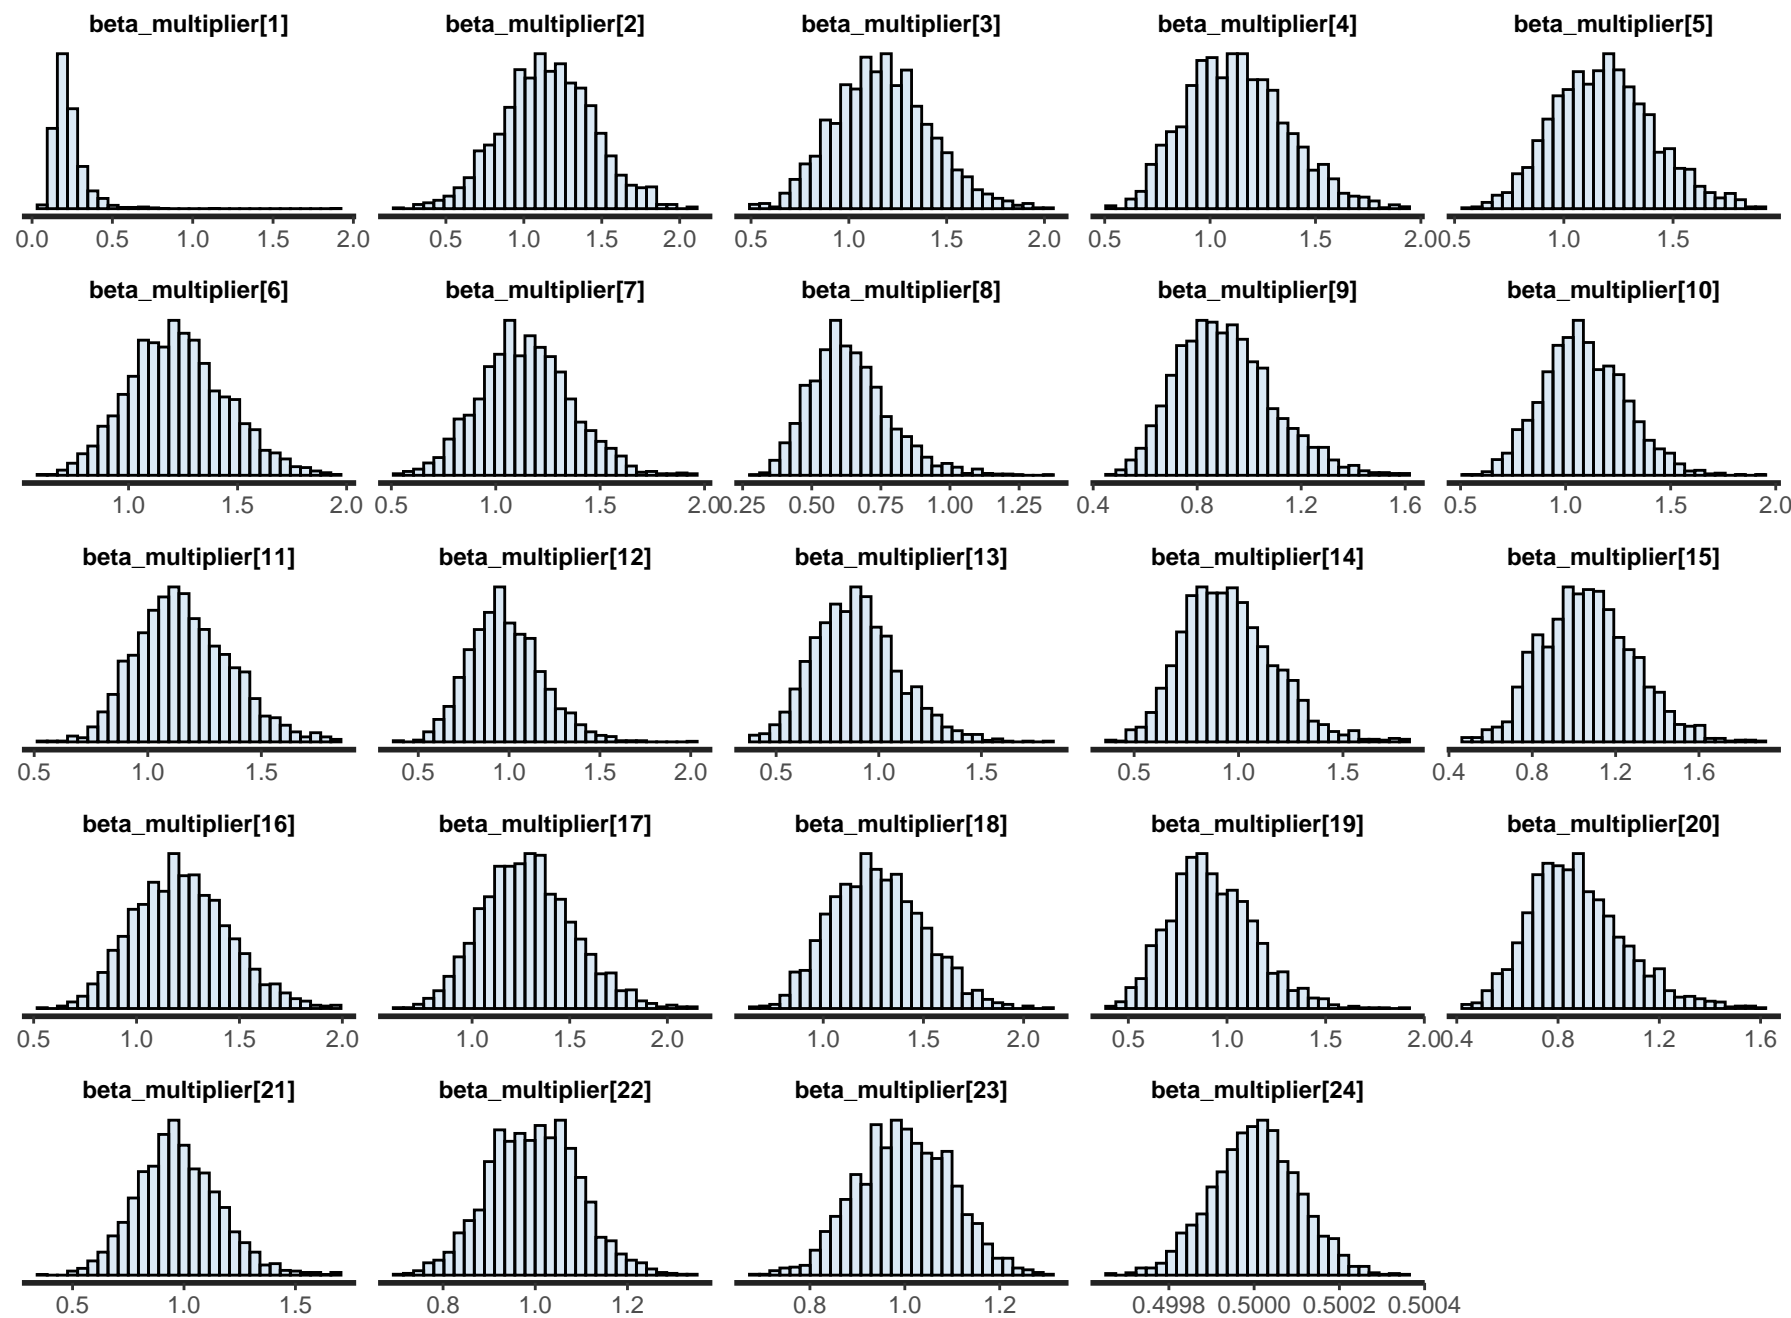 beta_multiplier[1] beta_multiplier[2] beta_multiplier[3] beta_multiplier[4] beta_multiplier[5]
0.0 0.5 1.0 1.5 2.0 0.5 1.0 1.5 2.0 0.5 1.0 1.5 2.0 0.5 1.0 1.5 2.0 0.5 1.0 1.5
beta_multiplier[6] beta_multiplier[7] beta_multiplier[8] beta_multiplier[9] beta_multiplier[10]
1.0 1.5 2.0 0.5 1.0 1.5 2.0 0.25 0.50 0.75 1.00 1.25 0.4 0.8 1.2 1.6 0.5 1.0 1.5 2.0
beta_multiplier[11] beta_multiplier[12] beta_multiplier[13] beta_multiplier[14] beta_multiplier[15]
0.5 1.0 1.5 0.5 1.0 1.5 2.0 0.5 1.0 1.5 0.5 1.0 1.5 0.4 0.8 1.2 1.6
beta_multiplier[16] beta_multiplier[17] beta_multiplier[18] beta_multiplier[19] beta_multiplier[20]
0.5 1.0 1.5 2.0 1.0 1.5 2.0 1.0 1.5 2.0 0.5 1.0 1.5 2.0 0.4 0.8 1.2 1.6
beta_multiplier[21] beta_multiplier[22] beta_multiplier[23] beta_multiplier[24]
0.5 1.0 1.5 0.8 1.0 1.2 0.8 1.0 1.2 0.4998 0.5000 0.5002 0.5004